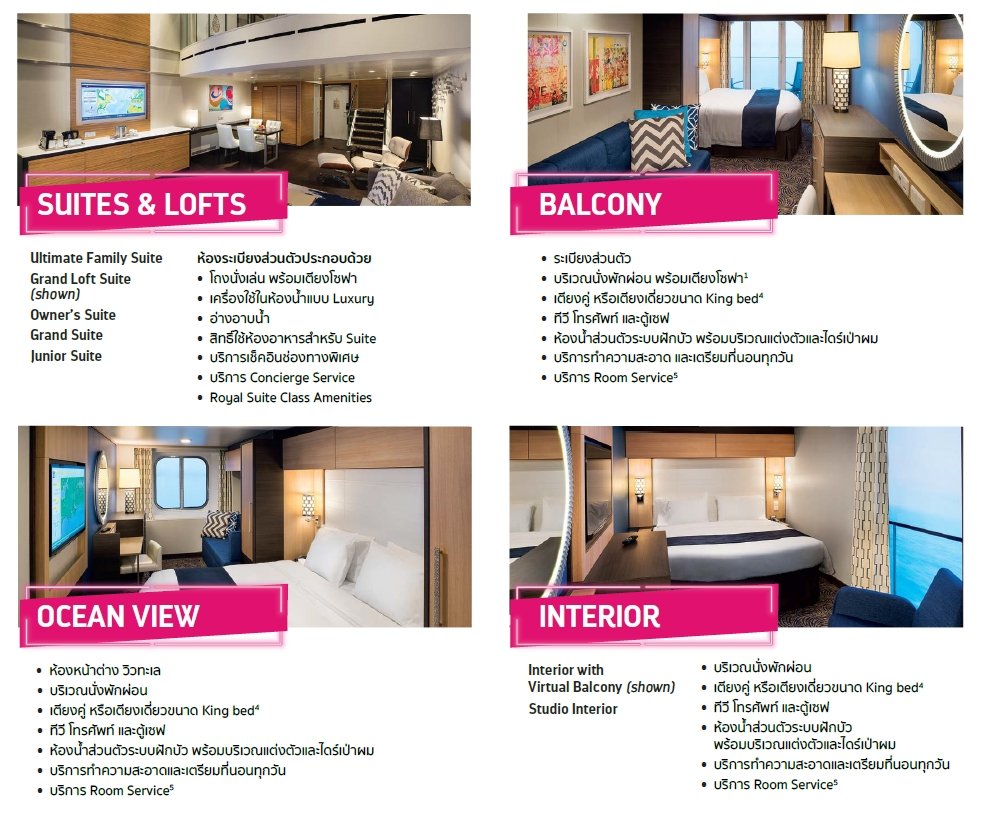 SUITES & LOFTS
Ultimate Family Suite
Grand Loft Suite
(shown)
Owner's Suite
Grand Suite
Junior Suite
ห้องระเบียงส่วนตัวประกอบด้วย
• โถงนั่งเล่น พร้อมเตียงโซฟา
• เครื่องใช้ในห้องน้ำแบบ Luxury
• อ่างอาบน้ำ
• สิทธิ์ใช้ห้องอาหารสำหรับ Suite
• บริการเช็คอินช่องทางพิเศษ
• บริการ Concierge Service
• Royal Suite Class Amenities
BALCONY
• ระเบียงส่วนตัว
• บริเวณนั่งพักผ่อน พร้อมเตียงโซฟา¹
• เตียงคู่ หรือเตียงเดี่ยวขนาด King bed⁴
• ทีวี โทรศัพท์ และตู้เซฟ
• ห้องน้ำส่วนตัวระบบฝักบัว พร้อมบริเวณแต่งตัวและไดร์เป่าผม
• บริการทำความสะอาด และเตรียมที่นอนทุกวัน
• บริการ Room Service⁵
OCEAN VIEW
• ห้องหน้าต่าง วิวทะเล
• บริเวณนั่งพักผ่อน
• เตียงคู่ หรือเตียงเดี่ยวขนาด King bed⁴
• ทีวี โทรศัพท์ และตู้เซฟ
• ห้องน้ำส่วนตัวระบบฝักบัว พร้อมบริเวณแต่งตัวและไดร์เป่าผม
• บริการทำความสะอาดและเตรียมที่นอนทุกวัน
• บริการ Room Service⁵
INTERIOR
Interior with
Virtual Balcony (shown)
Studio Interior
• บริเวณนั่งพักผ่อน
• เตียงคู่ หรือเตียงเดี่ยวขนาด King bed⁴
• ทีวี โทรศัพท์ และตู้เซฟ
• ห้องน้ำส่วนตัวระบบฝักบัว
พร้อมบริเวณแต่งตัวและไดร์เป่าผม
• บริการทำความสะอาดและเตรียมที่นอนทุกวัน
• บริการ Room Service⁵